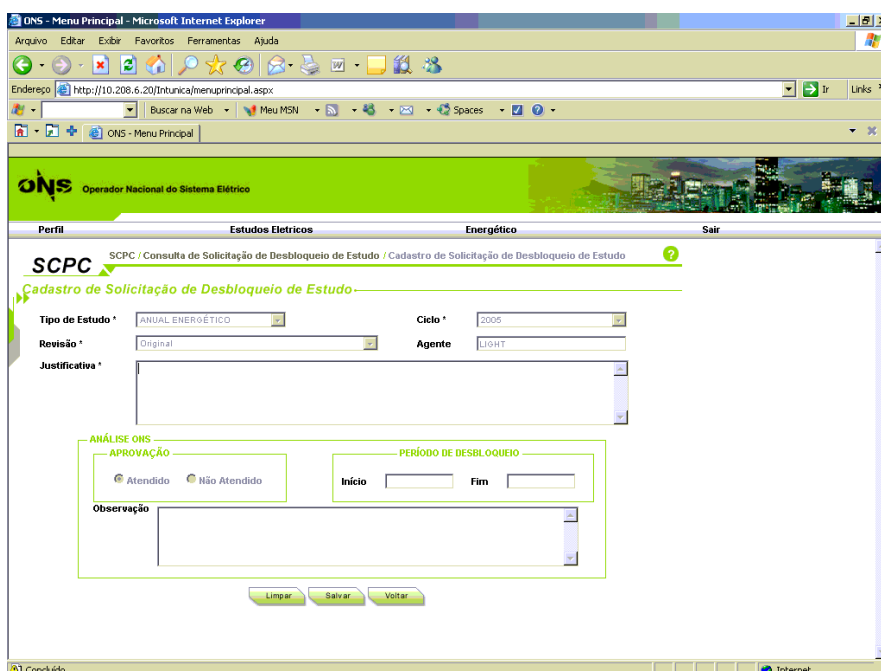 ONS - Menu Principal - Microsoft Internet Explorer
Arquivo Editar Exibir Favoritos Ferramentas Ajuda
Endereço http://10.208.6.20/Intunica/menuprincipal.aspx Ir Links
Buscar na Web Meu MSN Spaces
ONS - Menu Principal
ONS Operador Nacional do Sistema Elétrico
Perfil Estudos Eletricos Energético Sair
SCPC SCPC / Consulta de Solicitação de Desbloqueio de Estudo / Cadastro de Solicitação de Desbloqueio de Estudo ?
Cadastro de Solicitação de Desbloqueio de Estudo
Tipo de Estudo * ANUAL ENERGÉTICO Ciclo * 2005
Revisão * Original Agente LIGHT
Justificativa *
ANÁLISE ONS
APROVAÇÃO PERÍODO DE DESBLOQUEIO
Atendido Não Atendido Início Fim
Observação
Limpar Salvar Voltar
Concluído Internet